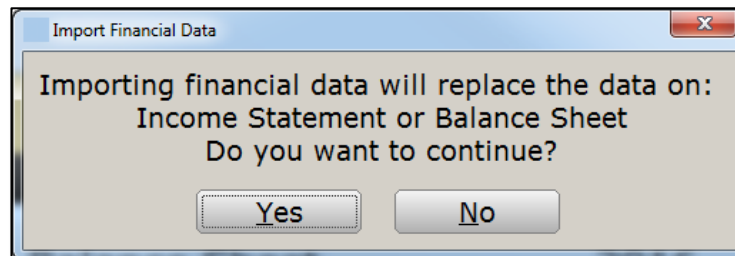 Import Financial Data
Importing financial data will replace the data on:
Income Statement or Balance Sheet
Do you want to continue?
Yes No